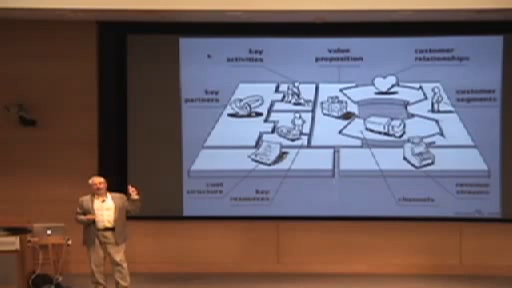 key
activities
value
proposition
customer
relationships
key
partners
customer
segments
cost
structure
key
resources
channels
revenue
streams